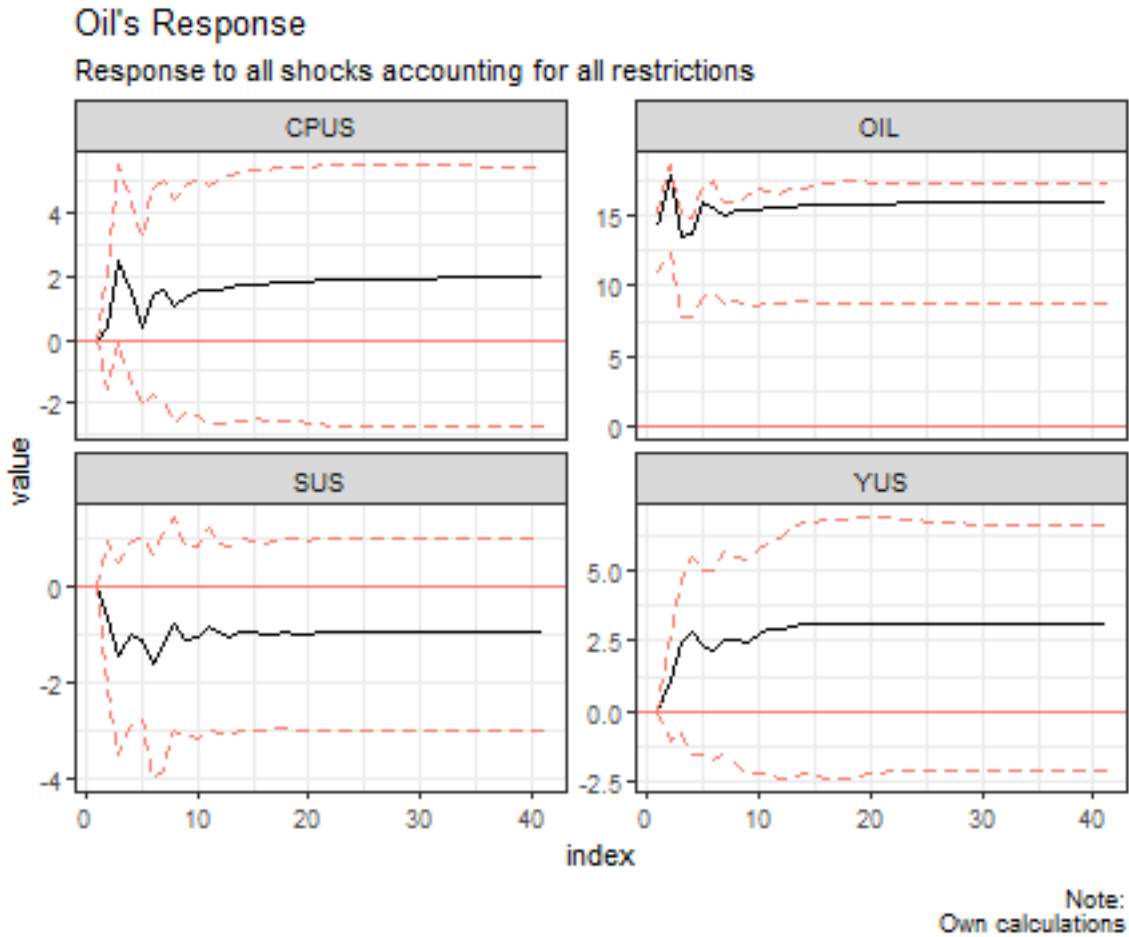 Oil's Response
Response to all shocks accounting for all restrictions
CPUS
OIL
4
2
0
-2
15
10
5
0
value
SUS
YUS
0
-2
-4
5.0
2.5
0.0
-2.5
0 10 20 30 40
0 10 20 30 40
index
Note:
Own calculations